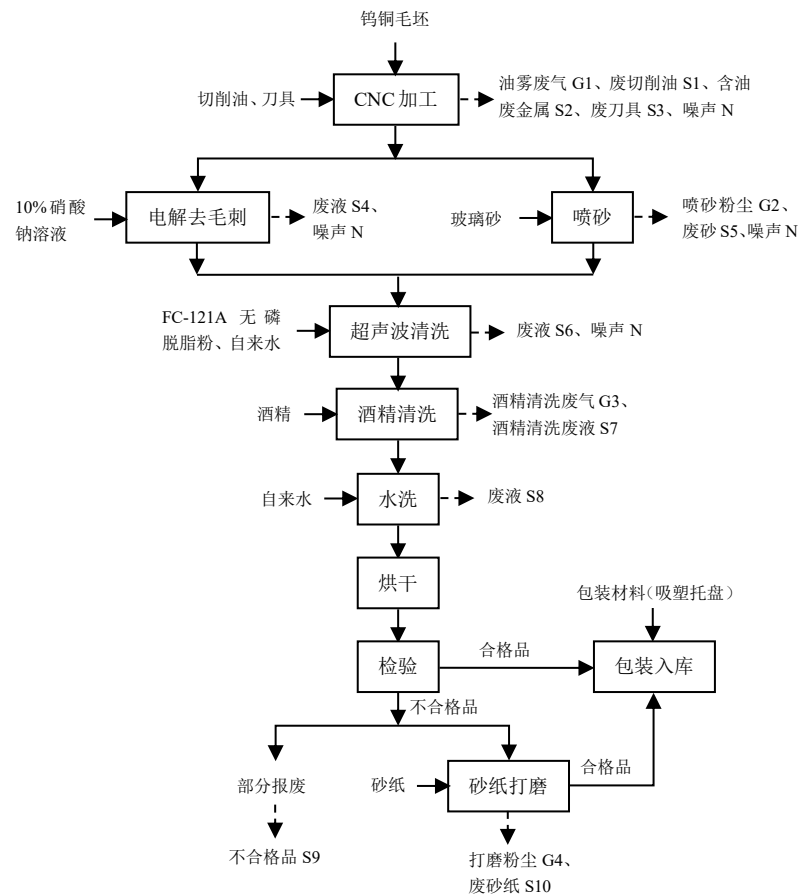 钨铜毛坯
切削油、刀具
CNC 加工
油雾废气 G1、废切削油 S1、含油
废金属 S2、废刀具 S3、噪声 N
10%硝酸
钠溶液
电解去毛刺
废液 S4、
噪声 N
玻璃砂
喷砂
喷砂粉尘 G2、
废砂 S5、噪声 N
FC-121A 无磷
脱脂粉、自来水
超声波清洗
废液 S6、噪声 N
酒精
酒精清洗
酒精清洗废气 G3、
酒精清洗废液 S7
自来水
水洗
废液 S8
烘干
包装材料（吸塑托盘）
检验
合格品
包装入库
不合格品
部分报废
砂纸
砂纸打磨
合格品
不合格品 S9
打磨粉尘 G4、
废砂纸 S10